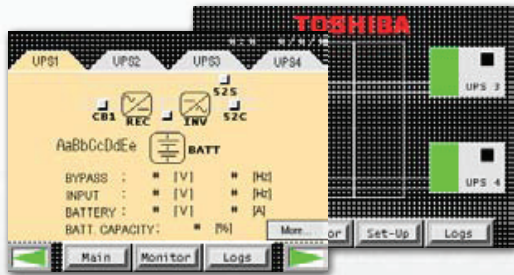 TOSHIBA
UPS1 UPS2 UPS3 UPS4
S2S
CB1 REC INV S2C
AaBbCcDdEe BATT
BYPASS : * [V] * [Hz]
INPUT : * [V] * [Hz]
BATTERY : * [V] * [A]
BATT. CAPACITY: * [%] More...
Main Monitor Logs
UPS 3
UPS 4
Set-Up Logs